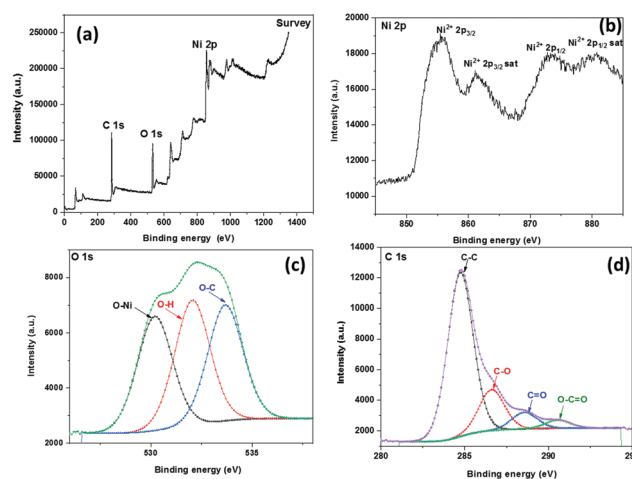 (a)
Survey
Ni 2p
C 1s
O 1s
Intensity (a.u.)
250000
200000
150000
100000
50000
0
0 200 400 600 800 1000 1200 1400
Binding energy (eV)
Ni 2p
(b)
Ni²⁺ 2p₃/₂
Ni²⁺ 2p₃/₂ sat
Ni²⁺ 2p₁/₂
Ni²⁺ 2p₁/₂ sat
Intensity (a.u.)
19000
18000
16000
14000
12000
11000
850 860 870 880
Binding energy (eV)
O 1s
(c)
O-Ni
O-H
O-C
Intensity (a.u.)
8000
6000
4000
2000
530 535
Binding energy (eV)
C 1s
(d)
C-C
C-O
C=O
O-C=O
Intensity (a.u.)
14000
12000
10000
8000
6000
4000
2000
280 285 290 29
Binding energy (eV)